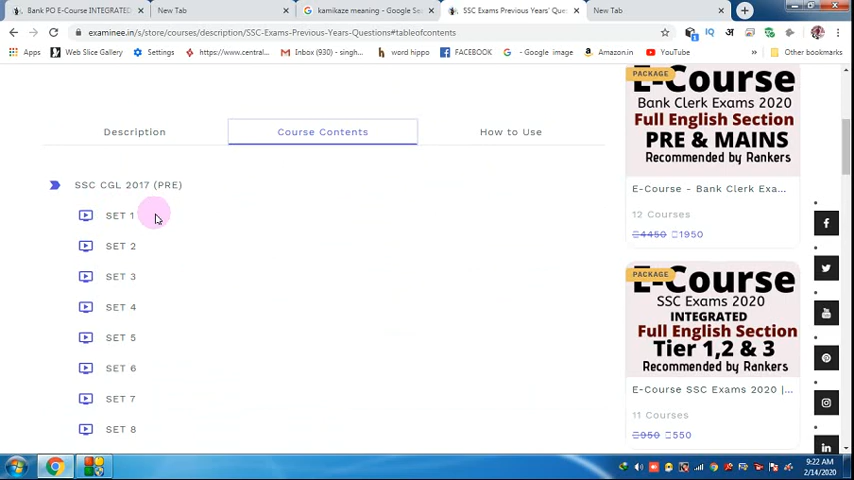 Bank PO E-Course INTEGRATED
New Tab
kamikaze meaning - Google Se
SSC Exams Previous Years' Que
New Tab
examinee.in/store/courses/description/SSC-Exams-Previous-Years-Questions#tableofcontents
Apps
Web Slice Gallery
Settings
https://www.central...
Inbox (930) - singh...
word hippo
FACEBOOK
- Google image
Amazon.in
YouTube
Other bookmarks
Description
Course Contents
How to Use
SSC CGL 2017 (PRE)
SET 1
SET 2
SET 3
SET 4
SET 5
SET 6
SET 7
SET 8
PACKAGE
E-Course
Bank Clerk Exams 2020
Full English Section
PRE & MAINS
Recommended by Rankers
E-Course - Bank Clerk Exa...
12 Courses
4450 1950
PACKAGE
E-Course
SSC Exams 2020
INTEGRATED
Full English Section
Tier 1,2 & 3
Recommended by Rankers
E-Course SSC Exams 2020 |...
11 Courses
950 550
9:22 AM
2/14/2020